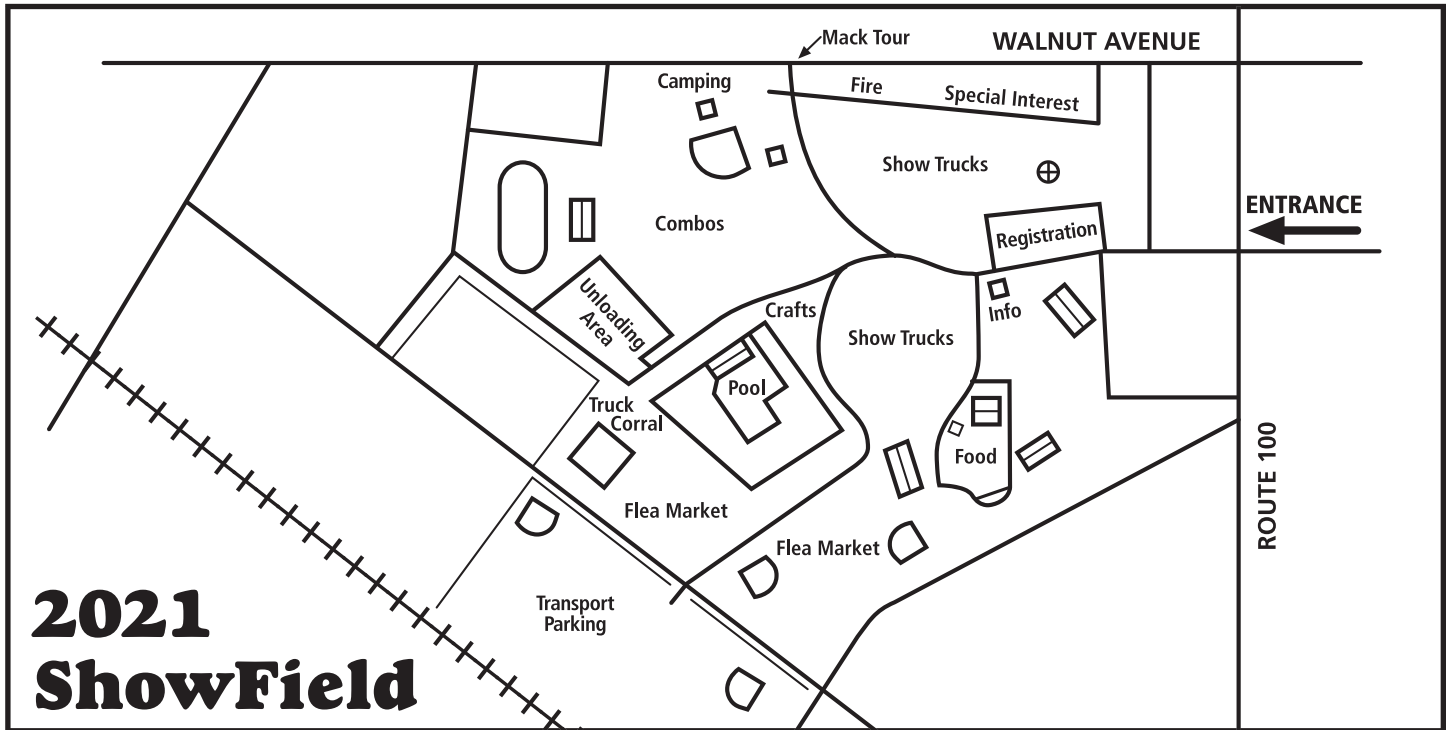 Mack Tour
WALNUT AVENUE
Camping
Fire
Special Interest
Show Trucks
ENTRANCE
Combos
Registration
Unloading
Area
Crafts
Info
Show Trucks
Pool
Truck
Corral
Food
ROUTE 100
Flea Market
Flea Market
Transport
Parking
2021
ShowField